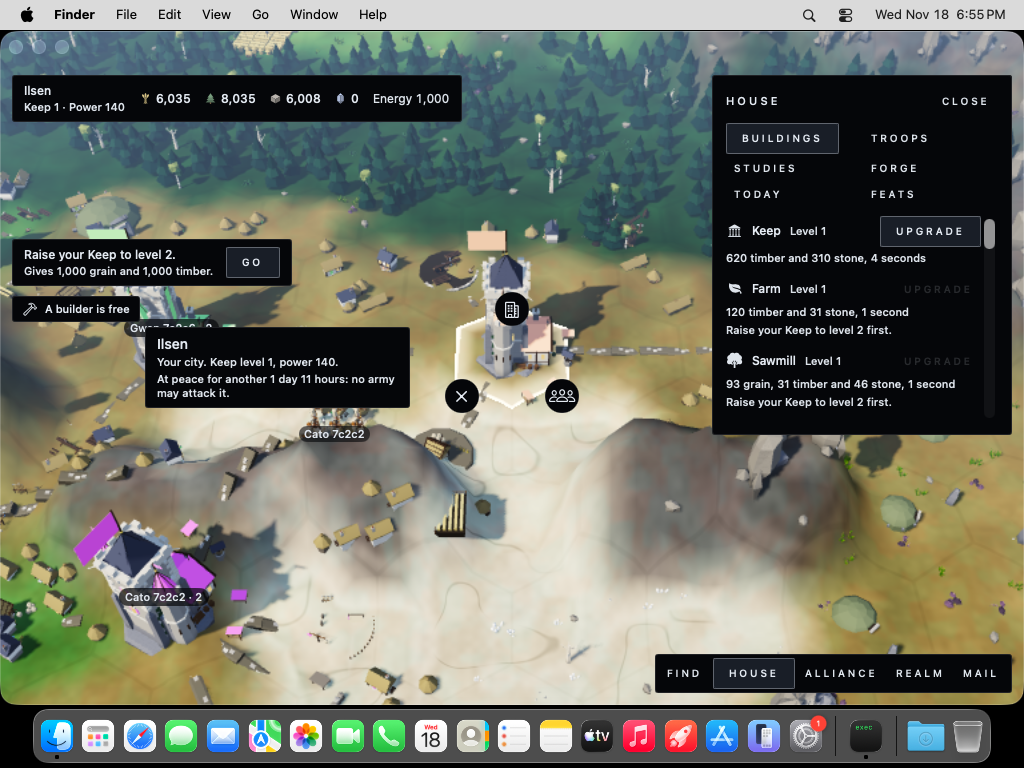 Finder File Edit View Go Window Help
Wed Nov 18 6:55 PM
Ilsen
Keep 1 · Power 140
6,035
8,035
6,008
0
Energy 1,000
Raise your Keep to level 2.
Gives 1,000 grain and 1,000 timber.
GO
A builder is free
Ilsen
Your city. Keep level 1, power 140.
At peace for another 1 day 11 hours: no army
may attack it.
Cato 7c2c2
Cato 7c2c2 · 2
HOUSE
CLOSE
BUILDINGS
TROOPS
STUDIES
FORGE
TODAY
FEATS
Keep Level 1
UPGRADE
620 timber and 310 stone, 4 seconds
Farm Level 1
UPGRADE
120 timber and 31 stone, 1 second
Raise your Keep to level 2 first.
Sawmill Level 1
UPGRADE
93 grain, 31 timber and 46 stone, 1 second
Raise your Keep to level 2 first.
FIND
HOUSE
ALLIANCE
REALM
MAIL
Wed
18
tv
1
exec